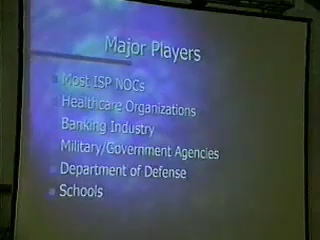 Major Players
Most ISP NOCs
Healthcare Organizations
Banking Industry
Military/Government Agencies
Department of Defense
Schools